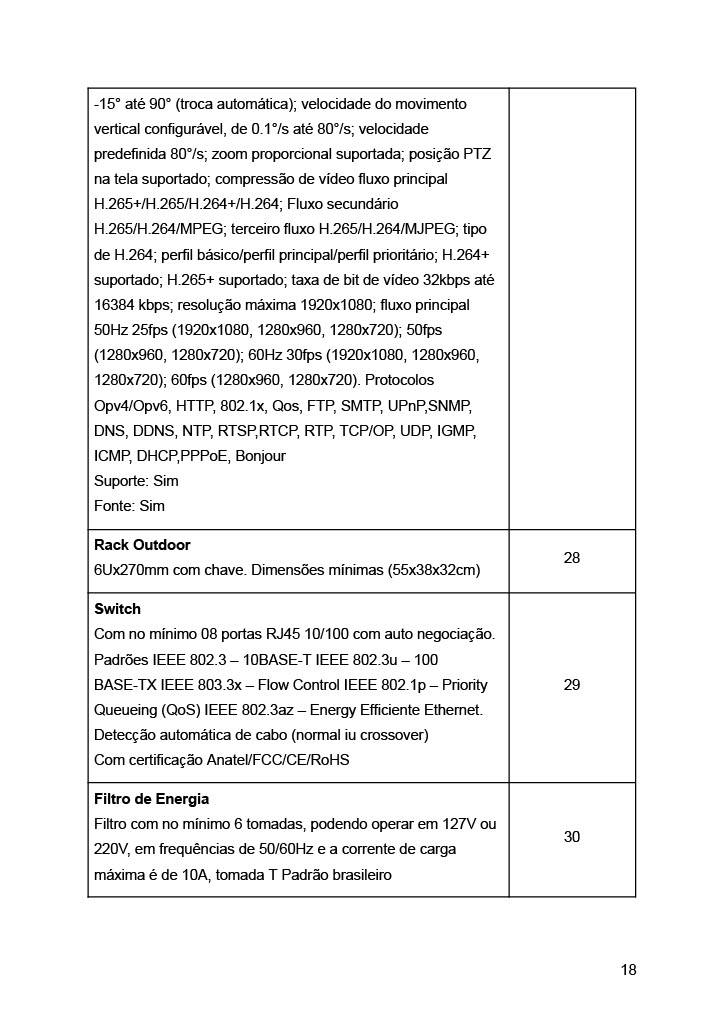 -15° até 90° (troca automática); velocidade do movimento
vertical configurável, de 0.1°/s até 80°/s; velocidade
predefinida 80°/s; zoom proporcional suportada; posição PTZ
na tela suportado; compressão de vídeo fluxo principal
H.265+/H.265/H.264+/H.264; Fluxo secundário
H.265/H.264/MPEG; terceiro fluxo H.265/H.264/MJPEG; tipo
de H.264; perfil básico/perfil principal/perfil prioritário; H.264+
suportado; H.265+ suportado; taxa de bit de vídeo 32kbps até
16384 kbps; resolução máxima 1920x1080; fluxo principal
50Hz 25fps (1920x1080, 1280x960, 1280x720); 50fps
(1280x960, 1280x720); 60Hz 30fps (1920x1080, 1280x960,
1280x720); 60fps (1280x960, 1280x720). Protocolos
Opv4/Opv6, HTTP, 802.1x, Qos, FTP, SMTP, UPnP,SNMP,
DNS, DDNS, NTP, RTSP,RTCP, RTP, TCP/OP, UDP, IGMP,
ICMP, DHCP,PPPoE, Bonjour
Suporte: Sim
Fonte: Sim
Rack Outdoor
6Ux270mm com chave. Dimensões mínimas (55x38x32cm)
28
Switch
Com no mínimo 08 portas RJ45 10/100 com auto negociação.
Padrões IEEE 802.3 – 10BASE-T IEEE 802.3u – 100
BASE-TX IEEE 803.3x – Flow Control IEEE 802.1p – Priority
Queueing (QoS) IEEE 802.3az – Energy Efficiente Ethernet.
Detecção automática de cabo (normal iu crossover)
Com certificação Anatel/FCC/CE/RoHS
29
Filtro de Energia
Filtro com no mínimo 6 tomadas, podendo operar em 127V ou
220V, em frequências de 50/60Hz e a corrente de carga
máxima é de 10A, tomada T Padrão brasileiro
30
18